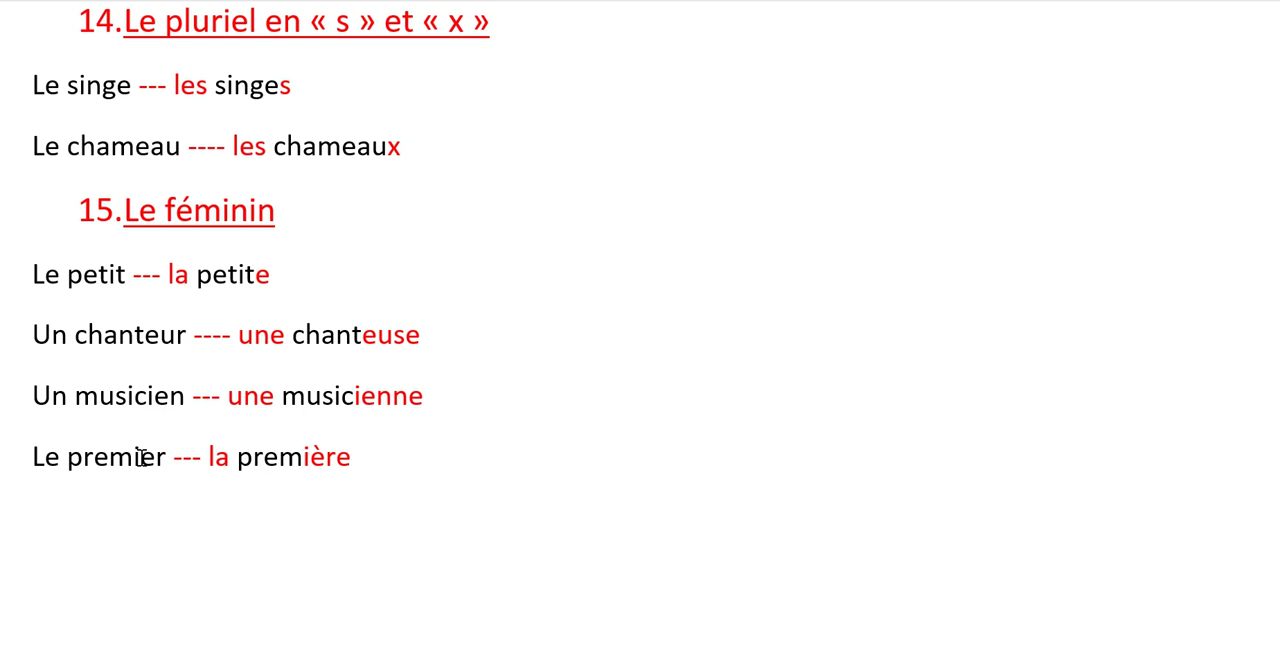 14.Le pluriel en « s » et « x »
Le singe --- les singes
Le chameau ---- les chameaux
15.Le féminin
Le petit --- la petite
Un chanteur ---- une chanteuse
Un musicien --- une musicienne
Le premier --- la première